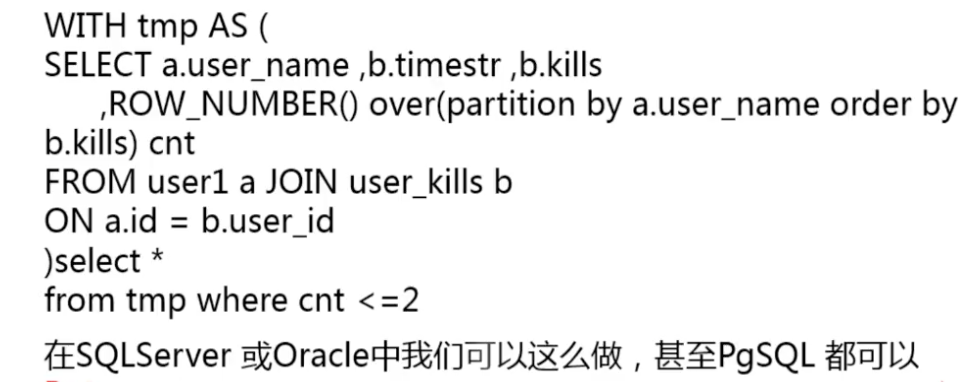 WITH tmp AS (
SELECT a.user_name ,b.timestr ,b.kills
,ROW_NUMBER() over(partition by a.user_name order by
b.kills) cnt
FROM user1 a JOIN user_kills b
ON a.id = b.user_id
)select *
from tmp where cnt <=2
在SQLServer 或Oracle中我们可以这么做，甚至PgSQL 都可以